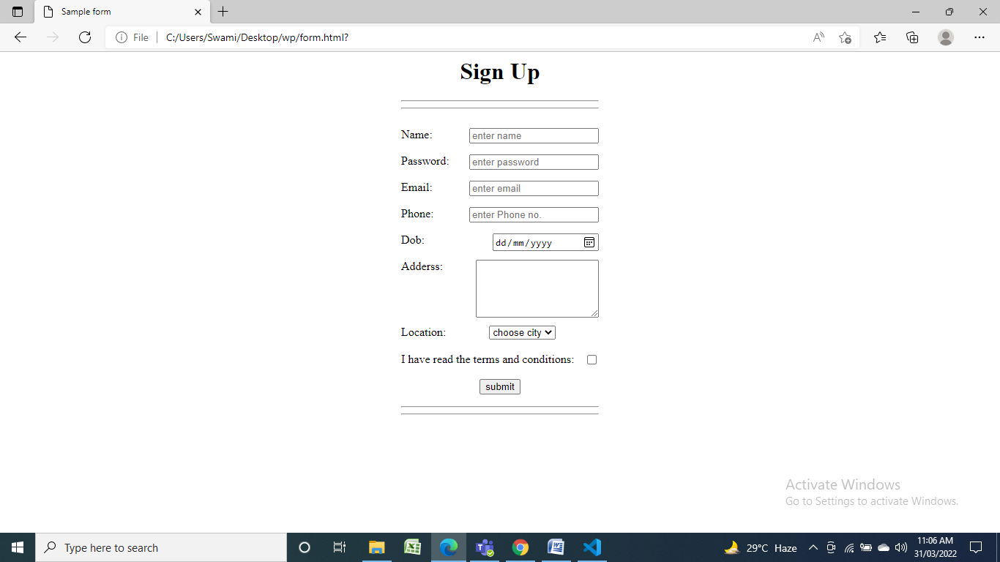 Sample form
File C:/Users/Swami/Desktop/wp/form.html?
Sign Up
Name: enter name
Password: enter password
Email: enter email
Phone: enter Phone no.
Dob: dd/mm/yyyy
Adderss:
Location: choose city
I have read the terms and conditions:
submit
Activate Windows
Go to Settings to activate Windows.
Type here to search
29°C Haze
11:06 AM
31/03/2022